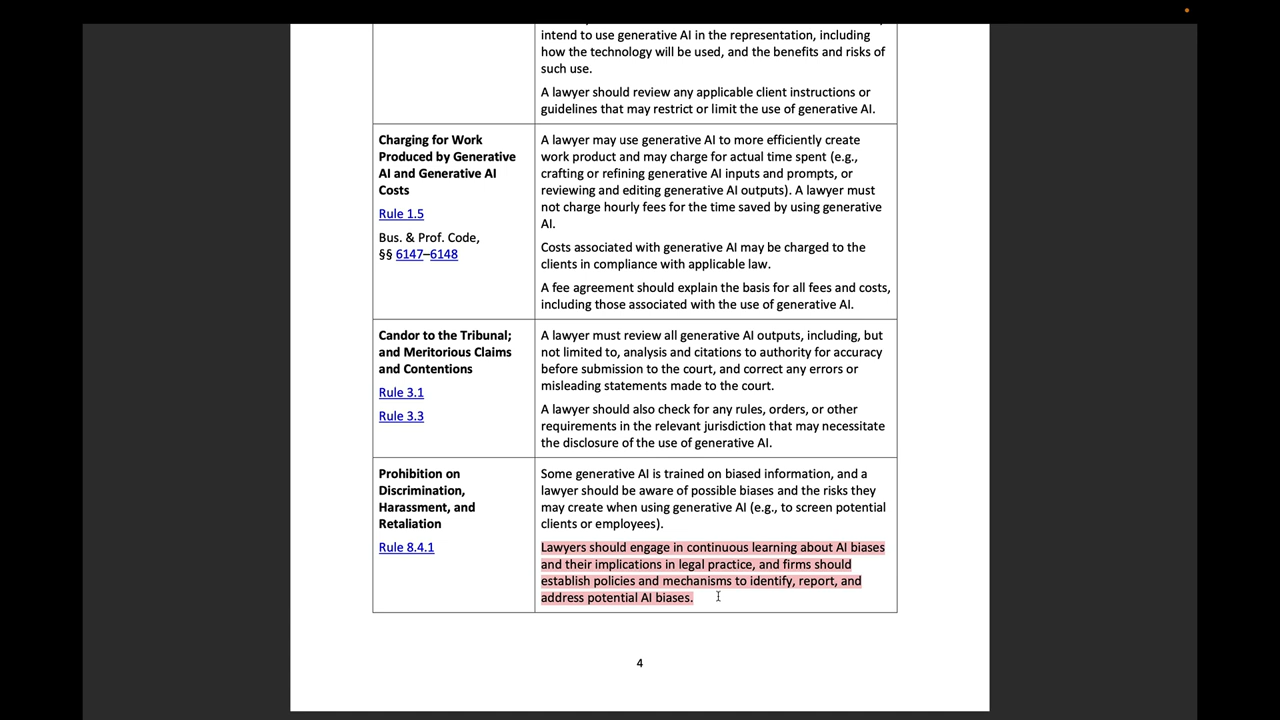 intend to use generative AI in the representation, including
how the technology will be used, and the benefits and risks of
such use.
A lawyer should review any applicable client instructions or
guidelines that may restrict or limit the use of generative AI.
Charging for Work
Produced by Generative
AI and Generative AI
Costs
Rule 1.5
Bus. & Prof. Code,
§§ 6147–6148
A lawyer may use generative AI to more efficiently create
work product and may charge for actual time spent (e.g.,
crafting or refining generative AI inputs and prompts, or
reviewing and editing generative AI outputs). A lawyer must
not charge hourly fees for the time saved by using generative
AI.
Costs associated with generative AI may be charged to the
clients in compliance with applicable law.
A fee agreement should explain the basis for all fees and costs,
including those associated with the use of generative AI.
Candor to the Tribunal;
and Meritorious Claims
and Contentions
Rule 3.1
Rule 3.3
A lawyer must review all generative AI outputs, including, but
not limited to, analysis and citations to authority for accuracy
before submission to the court, and correct any errors or
misleading statements made to the court.
A lawyer should also check for any rules, orders, or other
requirements in the relevant jurisdiction that may necessitate
the disclosure of the use of generative AI.
Prohibition on
Discrimination,
Harassment, and
Retaliation
Rule 8.4.1
Some generative AI is trained on biased information, and a
lawyer should be aware of possible biases and the risks they
may create when using generative AI (e.g., to screen potential
clients or employees).
Lawyers should engage in continuous learning about AI biases
and their implications in legal practice, and firms should
establish policies and mechanisms to identify, report, and
address potential AI biases.
4